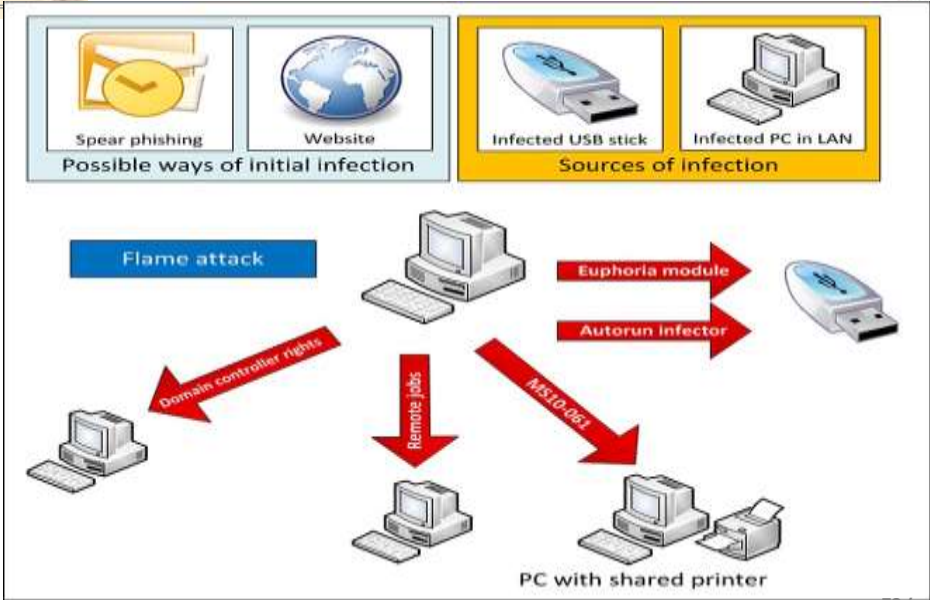 Spear phishing
Website
Possible ways of initial infection
Infected USB stick
Infected PC in LAN
Sources of infection
Flame attack
Euphoria module
Autorun infector
Domain controller rights
Remote jobs
MS10-061
PC with shared printer